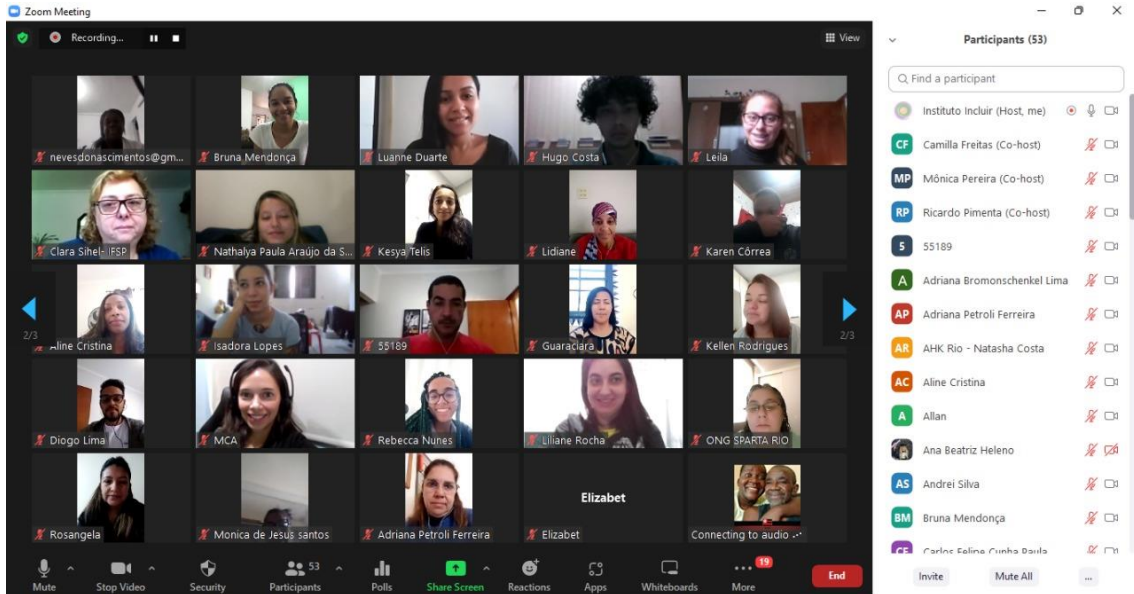 Zoom Meeting
Recording...
View
nevesdonascimentos@gm...
Bruna Mendonça
Luanne Duarte
Hugo Costa
Leila
Clara Sihel- IFSP
Nathalya Paula Araújo da S...
Kesya Telis
Lidiane
Karen Côrrea
2/3
2/3
Aline Cristina
Isadora Lopes
55189
Guaraciara
Kellen Rodrigues
Diogo Lima
MCA
Rebecca Nunes
Liliane Rocha
ONG SPARTA RIO
Elizabet
Rosangela
Monica de Jesus santos
Adriana Petroli Ferreira
Elizabet
Connecting to audio
Mute
Stop Video
Security
53
Participants
Polls
Share Screen
Reactions
Apps
Whiteboards
19
More
End
Participants (53)
Find a participant
Instituto Incluir (Host, me)
CF Camilla Freitas (Co-host)
MP Mônica Pereira (Co-host)
RP Ricardo Pimenta (Co-host)
5 55189
A Adriana Bromonschenkel Lima
AP Adriana Petroli Ferreira
AR AHK Rio - Natasha Costa
AC Aline Cristina
A Allan
Ana Beatriz Heleno
AS Andrei Silva
BM Bruna Mendonça
CF Carlos Felipe Cunha Paula
Invite
Mute All
...